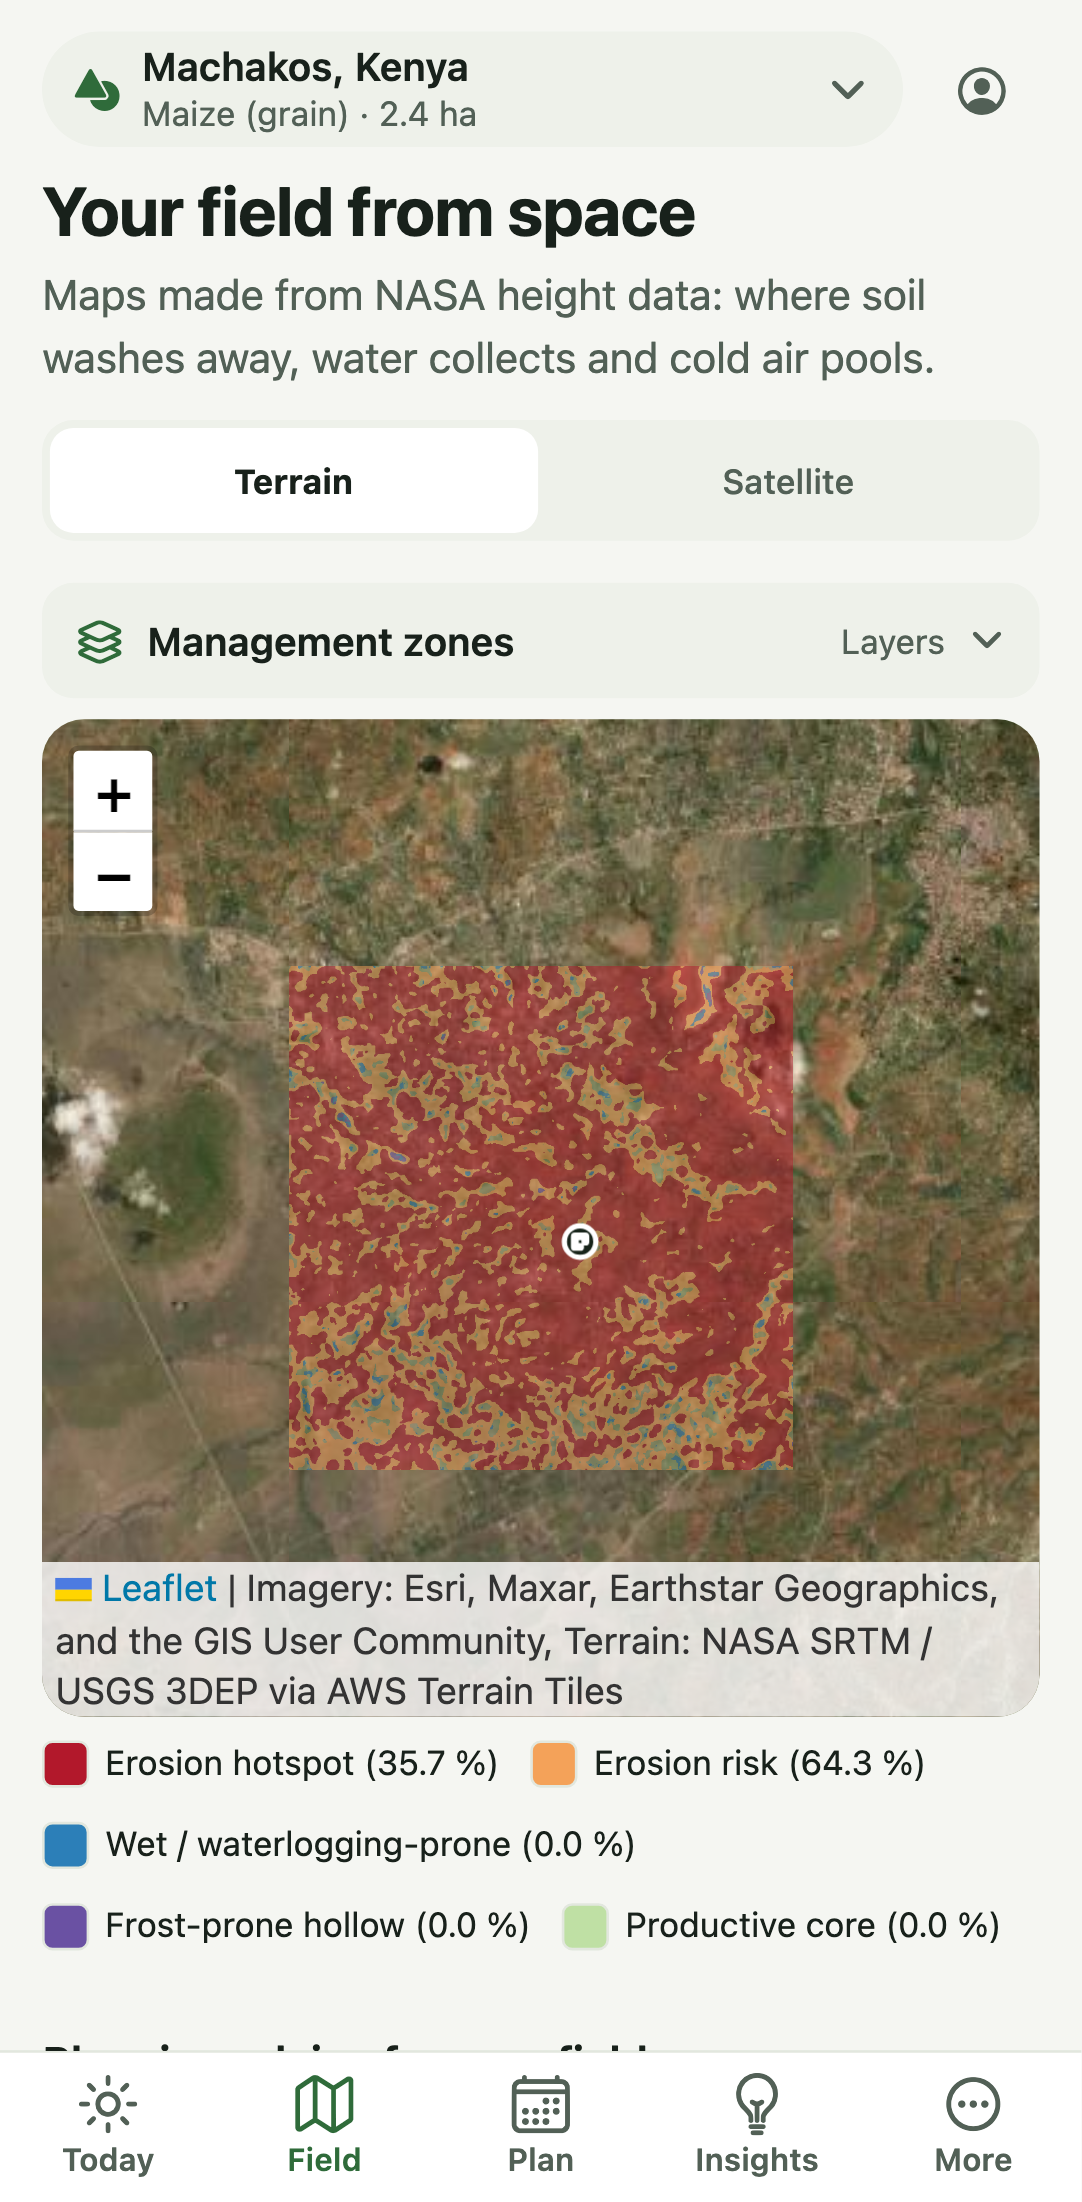 Machakos, Kenya
Maize (grain) · 2.4 ha
Your field from space
Maps made from NASA height data: where soil
washes away, water collects and cold air pools.
Terrain
Satellite
Management zones
Layers
+
−
Leaflet | Imagery: Esri, Maxar, Earthstar Geographics,
and the GIS User Community, Terrain: NASA SRTM /
USGS 3DEP via AWS Terrain Tiles
Erosion hotspot (35.7 %)
Erosion risk (64.3 %)
Wet / waterlogging-prone (0.0 %)
Frost-prone hollow (0.0 %)
Productive core (0.0 %)
Today
Field
Plan
Insights
More